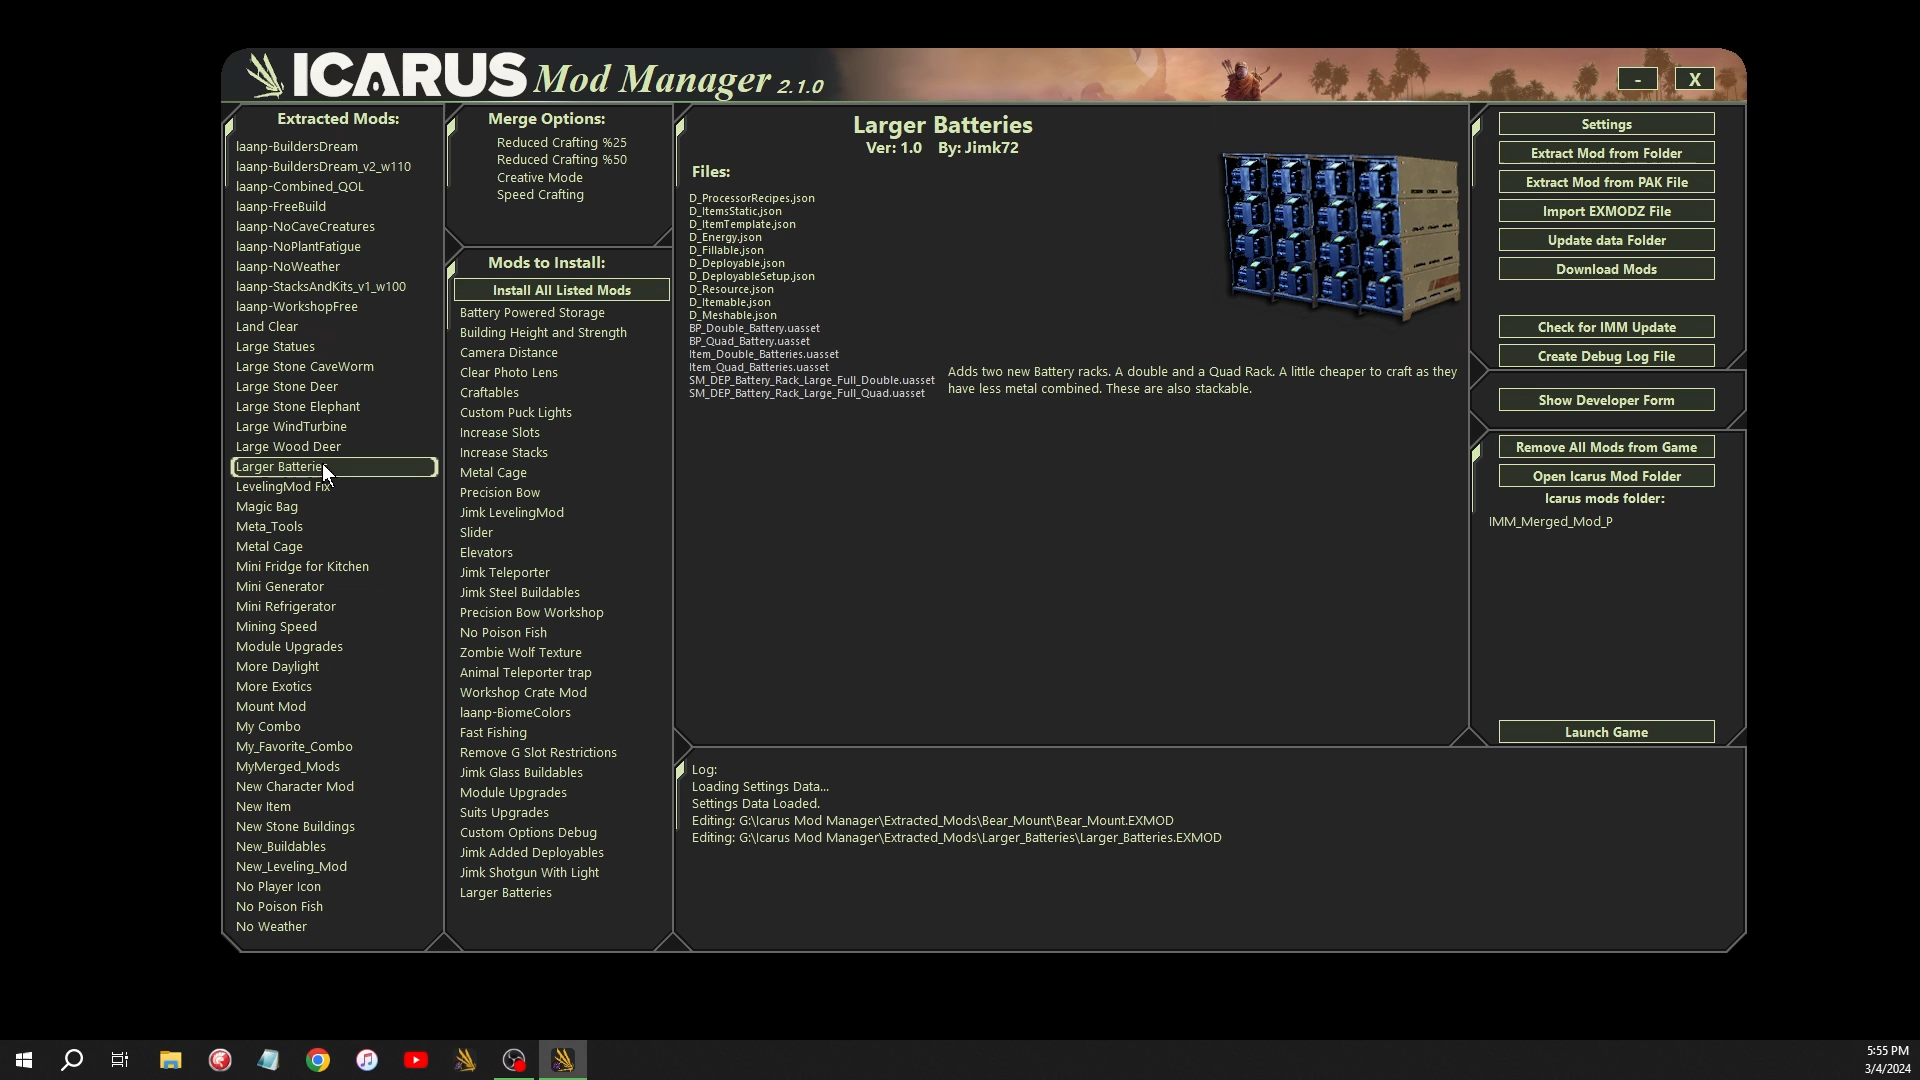 ICARUS Mod Manager 2.1.0
-
X
Extracted Mods:
laanp-BuildersDream
laanp-BuildersDream_v2_w110
laanp-Combined_QOL
laanp-FreeBuild
laanp-NoCaveCreatures
laanp-NoPlantFatigue
laanp-NoWeather
laanp-StacksAndKits_v1_w100
laanp-WorkshopFree
Land Clear
Large Statues
Large Stone CaveWorm
Large Stone Deer
Large Stone Elephant
Large WindTurbine
Large Wood Deer
Larger Batteries
LevelingMod Fix
Magic Bag
Meta_Tools
Metal Cage
Mini Fridge for Kitchen
Mini Generator
Mini Refrigerator
Mining Speed
Module Upgrades
More Daylight
More Exotics
Mount Mod
My Combo
My_Favorite_Combo
MyMerged_Mods
New Character Mod
New Item
New Stone Buildings
New_Buildables
New_Leveling_Mod
No Player Icon
No Poison Fish
No Weather
Merge Options:
Reduced Crafting %25
Reduced Crafting %50
Creative Mode
Speed Crafting
Mods to Install:
Install All Listed Mods
Battery Powered Storage
Building Height and Strength
Camera Distance
Clear Photo Lens
Craftables
Custom Puck Lights
Increase Slots
Increase Stacks
Metal Cage
Precision Bow
Jimk LevelingMod
Slider
Elevators
Jimk Teleporter
Jimk Steel Buildables
Precision Bow Workshop
No Poison Fish
Zombie Wolf Texture
Animal Teleporter trap
Workshop Crate Mod
laanp-BiomeColors
Fast Fishing
Remove G Slot Restrictions
Jimk Glass Buildables
Module Upgrades
Suits Upgrades
Custom Options Debug
Jimk Added Deployables
Jimk Shotgun With Light
Larger Batteries
Larger Batteries
Ver: 1.0 By: Jimk72
Files:
D_ProcessorRecipes.json
D_ItemsStatic.json
D_ItemTemplate.json
D_Energy.json
D_Fillable.json
D_Deployable.json
D_DeployableSetup.json
D_Resource.json
D_Itemable.json
D_Meshable.json
BP_Double_Battery.uasset
BP_Quad_Battery.uasset
Item_Double_Batteries.uasset
Item_Quad_Batteries.uasset
SM_DEP_Battery_Rack_Large_Full_Double.uasset
SM_DEP_Battery_Rack_Large_Full_Quad.uasset
Adds two new Battery racks. A double and a Quad Rack. A little cheaper to craft as they
have less metal combined. These are also stackable.
Log:
Loading Settings Data...
Settings Data Loaded.
Editing: G:\Icarus Mod Manager\Extracted_Mods\Bear_Mount\Bear_Mount.EXMOD
Editing: G:\Icarus Mod Manager\Extracted_Mods\Larger_Batteries\Larger_Batteries.EXMOD
Settings
Extract Mod from Folder
Extract Mod from PAK File
Import EXMODZ File
Update data Folder
Download Mods
Check for IMM Update
Create Debug Log File
Show Developer Form
Remove All Mods from Game
Open Icarus Mod Folder
Icarus mods folder:
IMM_Merged_Mod_P
Launch Game
5:55 PM
3/4/2024